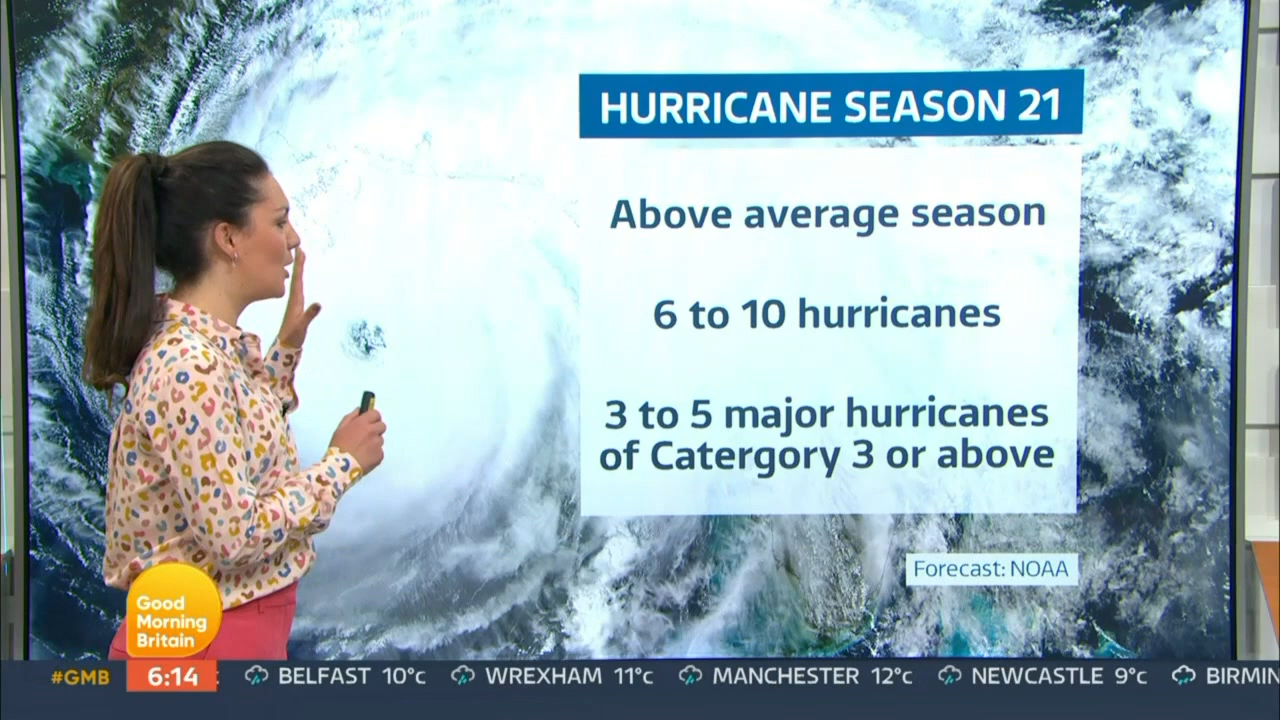 HURRICANE SEASON 21
Above average season
6 to 10 hurricanes
3 to 5 major hurricanes
of Catergory 3 or above
Forecast: NOAA
Good
Morning
Britain
#GMB 6:14 BELFAST 10°c WREXHAM 11°c MANCHESTER 12°c NEWCASTLE 9°c BIRMIN